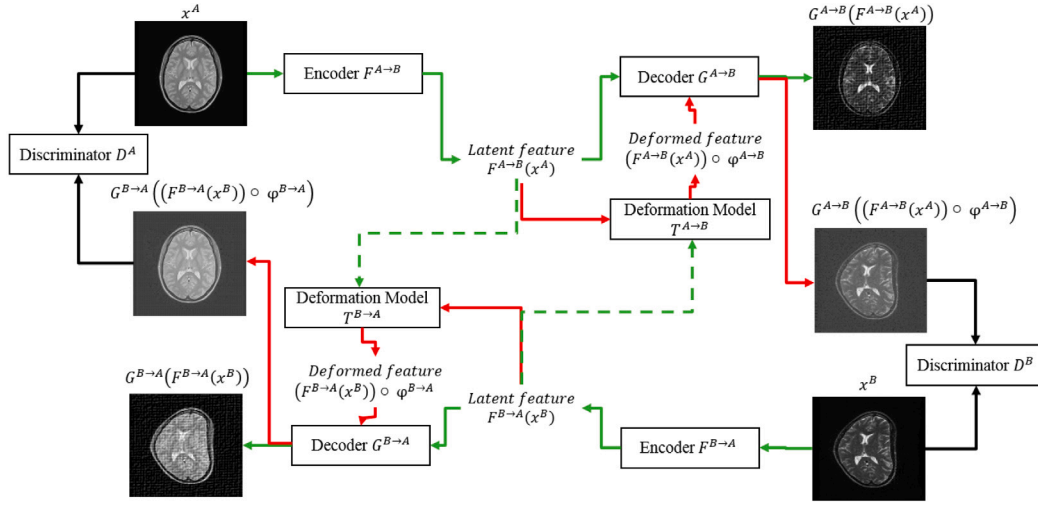 x^A
Encoder F^{A→B}
Decoder G^{A→B}
G^{A→B}(F^{A→B}(x^A))
Discriminator D^A
Latent feature
F^{A→B}(x^A)
Deformed feature
(F^{A→B}(x^A)) ○ φ^{A→B}
G^{B→A}((F^{B→A}(x^B)) ○ φ^{B→A})
Deformation Model
T^{A→B}
G^{A→B}((F^{A→B}(x^A)) ○ φ^{A→B})
Deformation Model
T^{B→A}
Deformed feature
(F^{B→A}(x^B)) ○ φ^{B→A}
Discriminator D^B
G^{B→A}(F^{B→A}(x^B))
Latent feature
F^{B→A}(x^B)
x^B
Decoder G^{B→A}
Encoder F^{B→A}